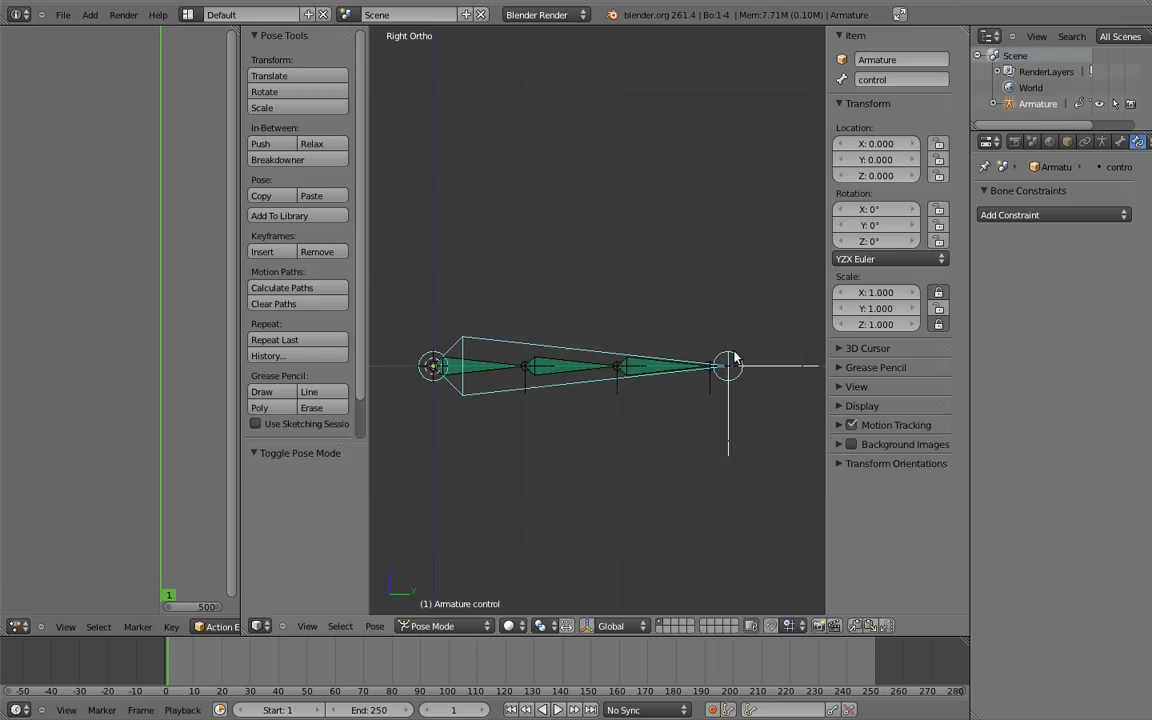 File Add Render Help Default Scene Blender Render blender.org 261.4 | Bo:1-4 | Mem:7.71M (0.10M) | Armature
Pose Tools
Transform:
Translate
Rotate
Scale
In-Between:
Push Relax
Breakdowner
Pose:
Copy Paste
Add To Library
Keyframes:
Insert Remove
Motion Paths:
Calculate Paths
Clear Paths
Repeat:
Repeat Last
History...
Grease Pencil:
Draw Line
Poly Erase
Use Sketching Sessio
Toggle Pose Mode
Right Ortho
y
(1) Armature control
Item
Armature
control
Transform
Location:
X: 0.000
Y: 0.000
Z: 0.000
Rotation:
X: 0°
Y: 0°
Z: 0°
YZX Euler
Scale:
X: 1.000
Y: 1.000
Z: 1.000
3D Cursor
Grease Pencil
View
Display
Motion Tracking
Background Images
Transform Orientations
View Search All Scenes
Scene
RenderLayers
World
Armature
Armatu contro
Bone Constraints
Add Constraint
1
500
View Select Marker Key Action E
View Select Pose Pose Mode Global
-50 -40 -30 -20 -10 0 10 20 30 40 50 60 70 80 90 100 110 120 130 140 150 160 170 180 190 200 210 220 230 240 250 260 270 280
View Marker Frame Playback Start: 1 End: 250 1 No Sync